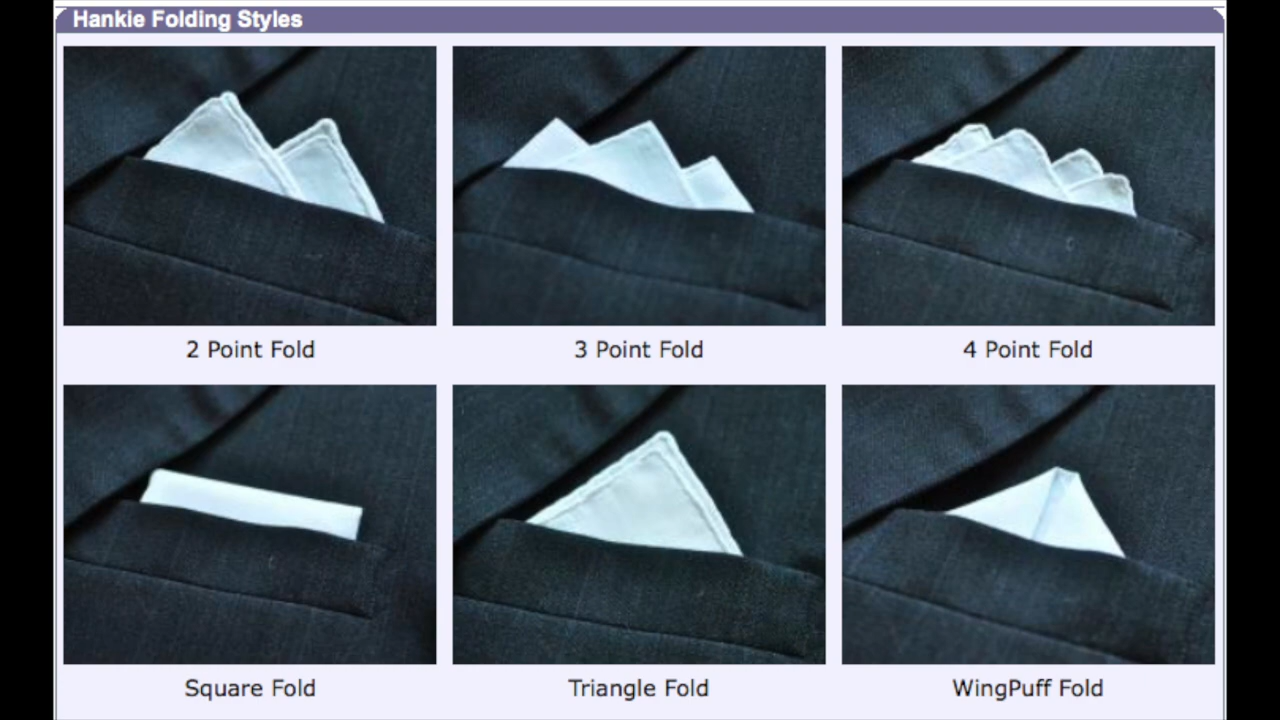 Hankie Folding Styles
2 Point Fold
3 Point Fold
4 Point Fold
Square Fold
Triangle Fold
WingPuff Fold